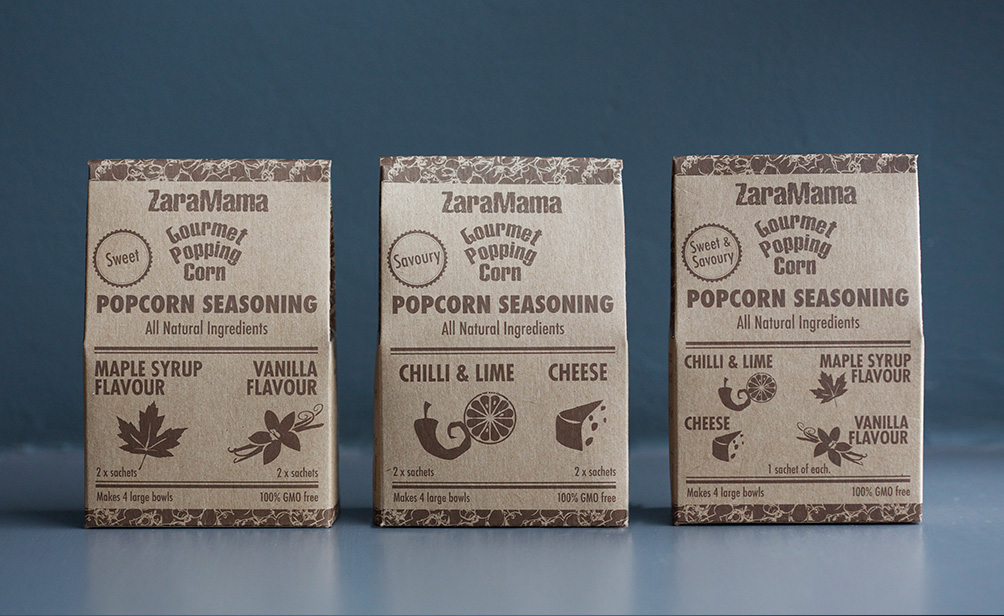 ZaraMama
Gourmet
Popping
Corn
Sweet
POPCORN SEASONING
All Natural Ingredients
MAPLE SYRUP
FLAVOUR
VANILLA
FLAVOUR
2 x sachets
2 x sachets
Makes 4 large bowls
100% GMO free
ZaraMama
Gourmet
Popping
Corn
Savoury
POPCORN SEASONING
All Natural Ingredients
CHILLI & LIME
CHEESE
2 x sachets
2 x sachets
Makes 4 large bowls
100% GMO free
ZaraMama
Gourmet
Popping
Corn
Sweet &
Savoury
POPCORN SEASONING
All Natural Ingredients
CHILLI & LIME
MAPLE SYRUP
FLAVOUR
CHEESE
VANILLA
FLAVOUR
1 sachet of each.
Makes 4 large bowls
100% GMO free